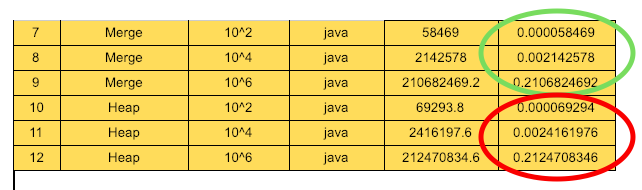 7 Merge 10^2 java 58469 0.000058469
8 Merge 10^4 java 2142578 0.002142578
9 Merge 10^6 java 210682469.2 0.2106824692
10 Heap 10^2 java 69293.8 0.000069294
11 Heap 10^4 java 2416197.6 0.0024161976
12 Heap 10^6 java 212470834.6 0.2124708346